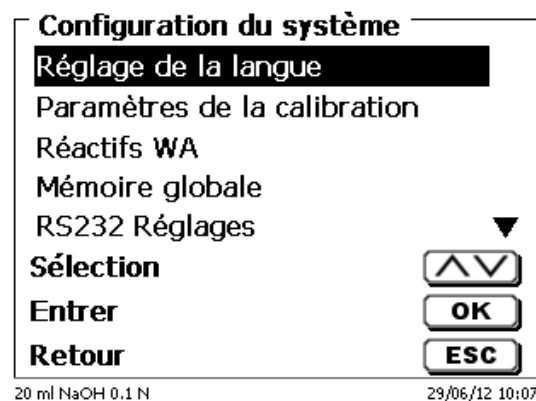 Configuration du système
Réglage de la langue
Paramètres de la calibration
Réactifs WA
Mémoire globale
RS232 Réglages
Sélection
Entrer OK
Retour ESC
20 ml NaOH 0.1 N 29/06/12 10:07